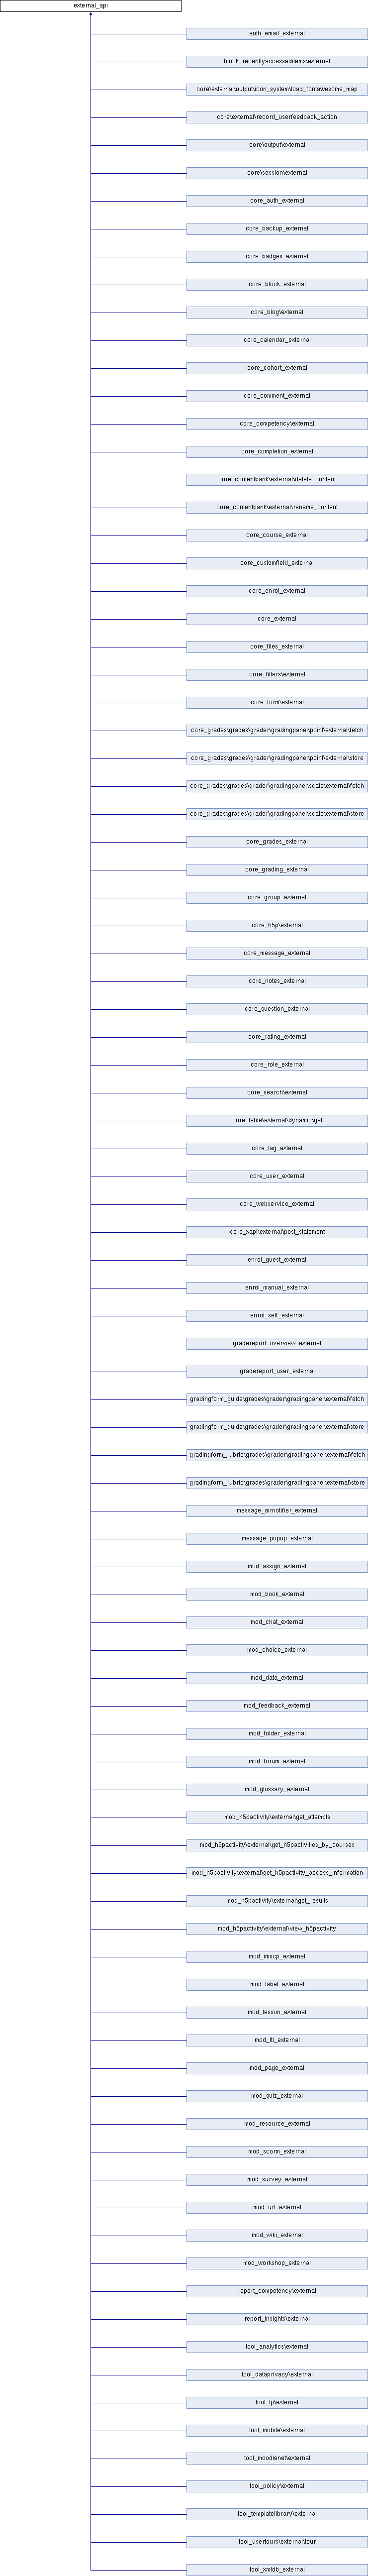 external_api
auth_email_external
block_recentlyaccesseditems\external
core\external\output\icon_system\load_fontawesome_map
core\external\record_userfeedback_action
core\output\external
core\session\external
core_auth_external
core_backup_external
core_badges_external
core_block_external
core_blog\external
core_calendar_external
core_cohort_external
core_comment_external
core_competency\external
core_completion_external
core_contentbank\external\delete_content
core_contentbank\external\rename_content
core_course_external
core_customfield_external
core_enrol_external
core_external
core_files_external
core_filters\external
core_form\external
core_grades\grades\grader\gradingpanel\point\external\fetch
core_grades\grades\grader\gradingpanel\point\external\store
core_grades\grades\grader\gradingpanel\scale\external\fetch
core_grades\grades\grader\gradingpanel\scale\external\store
core_grades_external
core_grading_external
core_group_external
core_h5p\external
core_message_external
core_notes_external
core_question_external
core_rating_external
core_role_external
core_search\external
core_table\external\dynamic\get
core_tag_external
core_user_external
core_webservice_external
core_xapi\external\post_statement
enrol_guest_external
enrol_manual_external
enrol_self_external
gradereport_overview_external
gradereport_user_external
gradingform_guide\grades\grader\gradingpanel\external\fetch
gradingform_guide\grades\grader\gradingpanel\external\store
gradingform_rubric\grades\grader\gradingpanel\external\fetch
gradingform_rubric\grades\grader\gradingpanel\external\store
message_airnotifier_external
message_popup_external
mod_assign_external
mod_book_external
mod_chat_external
mod_choice_external
mod_data_external
mod_feedback_external
mod_folder_external
mod_forum_external
mod_glossary_external
mod_h5pactivity\external\get_attempts
mod_h5pactivity\external\get_h5pactivities_by_courses
mod_h5pactivity\external\get_h5pactivity_access_information
mod_h5pactivity\external\get_results
mod_h5pactivity\external\view_h5pactivity
mod_imscp_external
mod_label_external
mod_lesson_external
mod_lti_external
mod_page_external
mod_quiz_external
mod_resource_external
mod_scorm_external
mod_survey_external
mod_url_external
mod_wiki_external
mod_workshop_external
report_competency\external
report_insights\external
tool_analytics\external
tool_dataprivacy\external
tool_lp\external
tool_mobile\external
tool_moodlenet\external
tool_policy\external
tool_templatelibrary\external
tool_usertours\external\tour
tool_xmldb_external